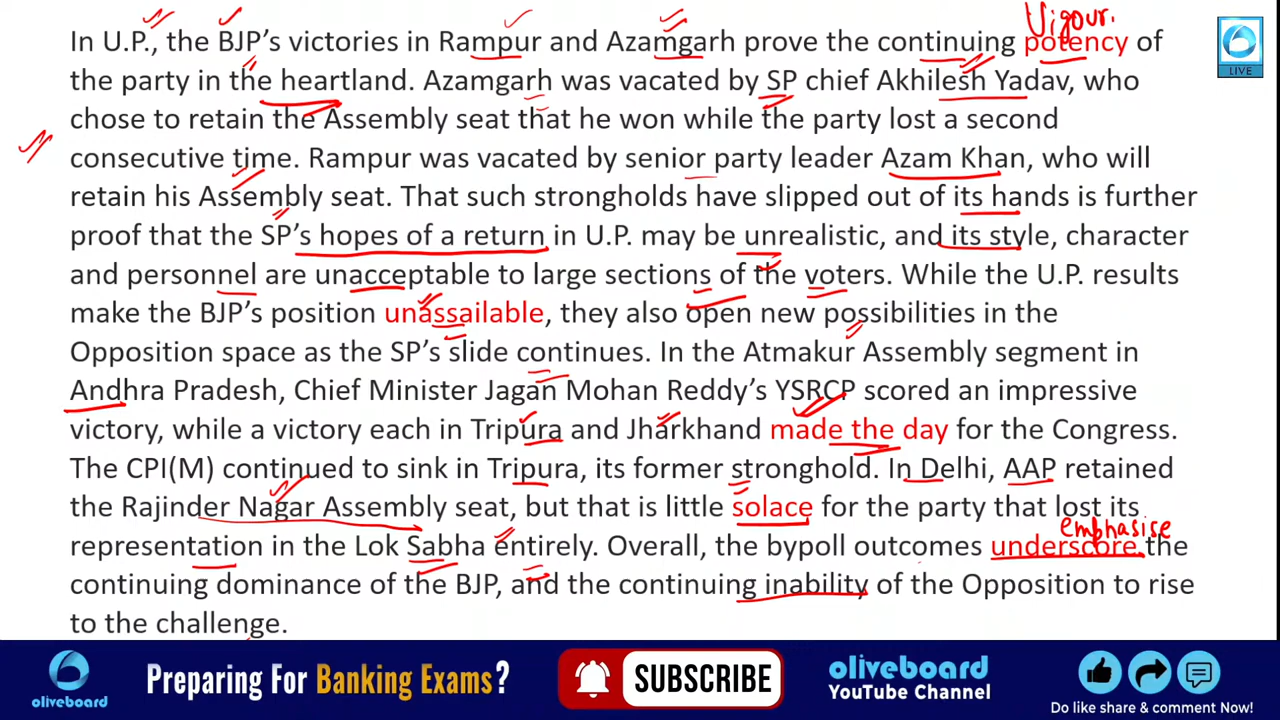 Vigour.
In U.P., the BJP's victories in Rampur and Azamgarh prove the continuing potency of
the party in the heartland. Azamgarh was vacated by SP chief Akhilesh Yadav, who
chose to retain the Assembly seat that he won while the party lost a second
consecutive time. Rampur was vacated by senior party leader Azam Khan, who will
retain his Assembly seat. That such strongholds have slipped out of its hands is further
proof that the SP's hopes of a return in U.P. may be unrealistic, and its style, character
and personnel are unacceptable to large sections of the voters. While the U.P. results
make the BJP's position unassailable, they also open new possibilities in the
Opposition space as the SP's slide continues. In the Atmakur Assembly segment in
Andhra Pradesh, Chief Minister Jagan Mohan Reddy's YSRCP scored an impressive
victory, while a victory each in Tripura and Jharkhand made the day for the Congress.
The CPI(M) continued to sink in Tripura, its former stronghold. In Delhi, AAP retained
the Rajinder Nagar Assembly seat, but that is little solace for the party that lost its
emphasise
representation in the Lok Sabha entirely. Overall, the bypoll outcomes underscore the
continuing dominance of the BJP, and the continuing inability of the Opposition to rise
to the challenge.
LIVE
oliveboard
Preparing For Banking Exams?
SUBSCRIBE
oliveboard
YouTube Channel
Do like share & comment Now!